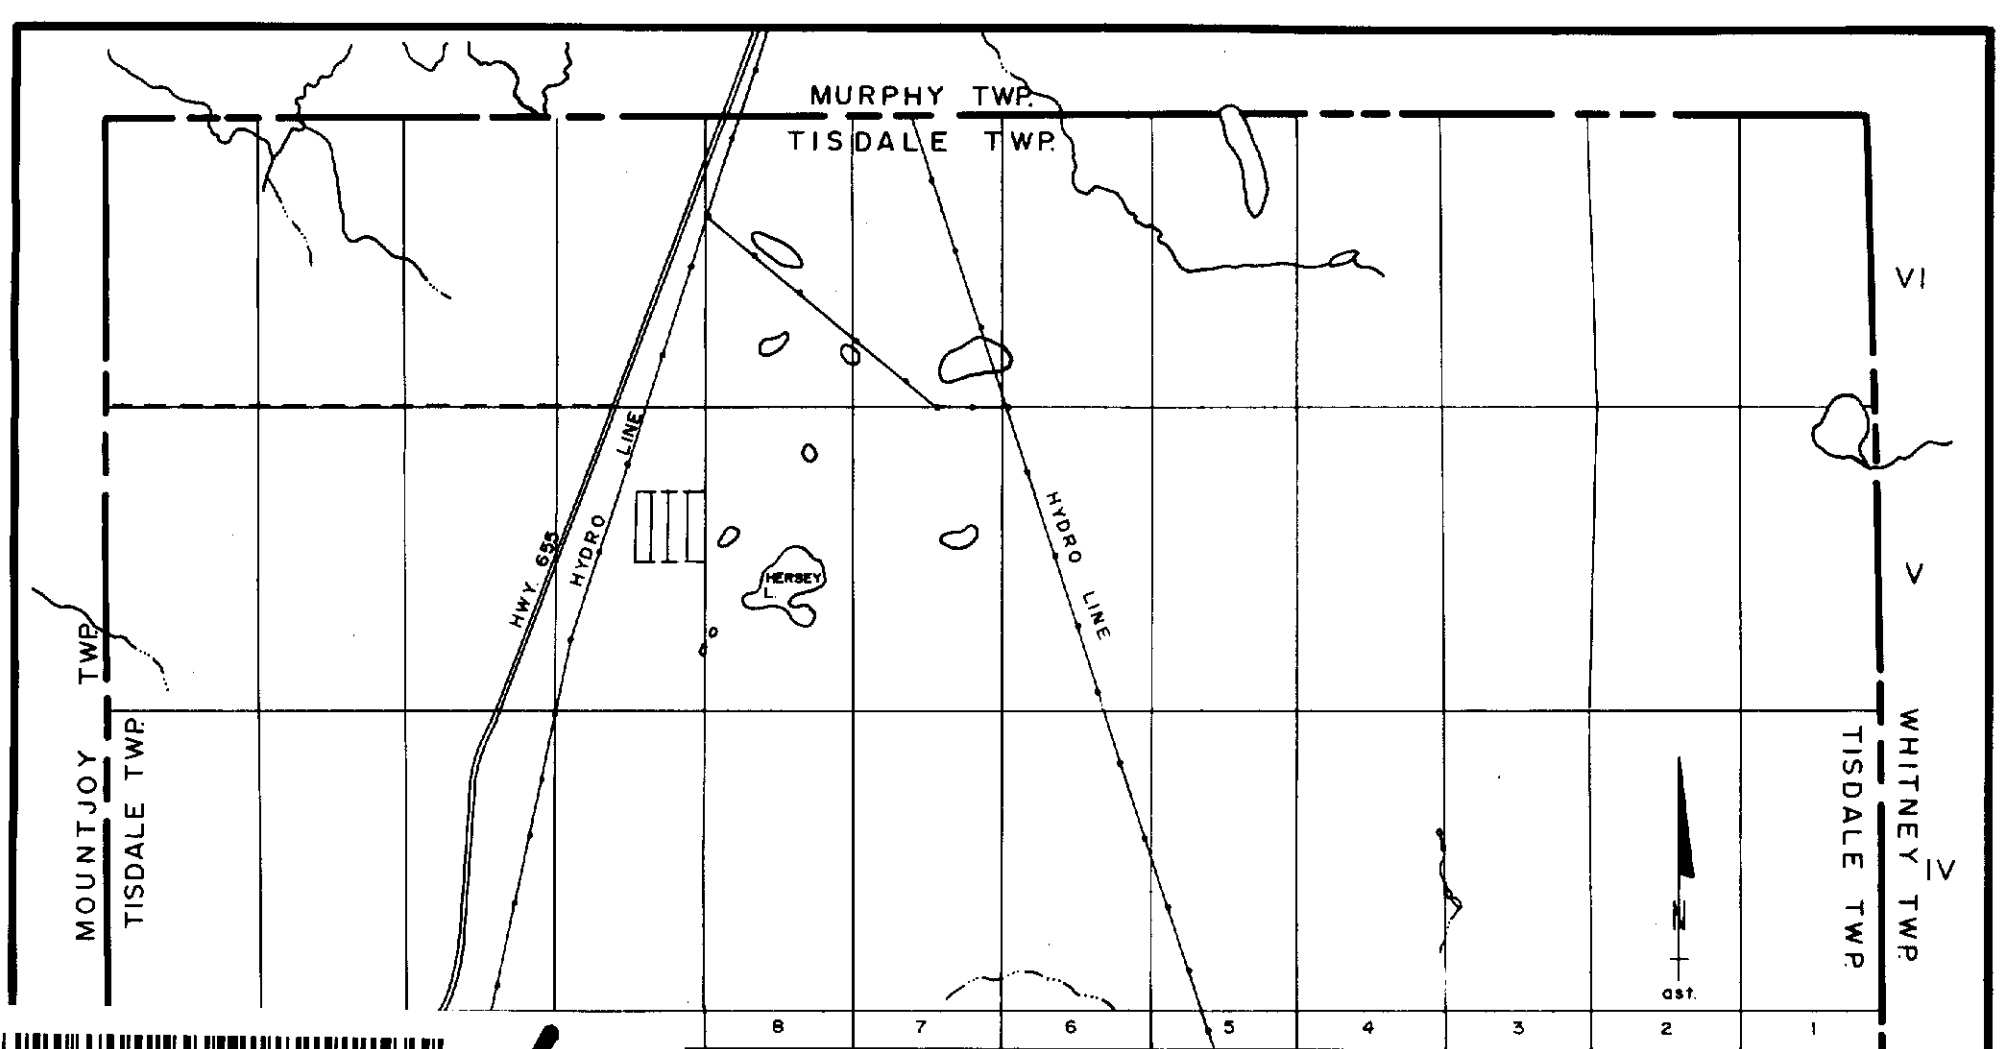 MURPHY TWP.
TISDALE TWP.
VI
HYDRO LINE
HWY. 655
HYDRO LINE
HERSEY
L.
V
MOUNTJOY TWP.
TISDALE TWP.
TISDALE TWP.
WHITNEY TWP.
IV
N
ast.
8 7 6 5 4 3 2 1